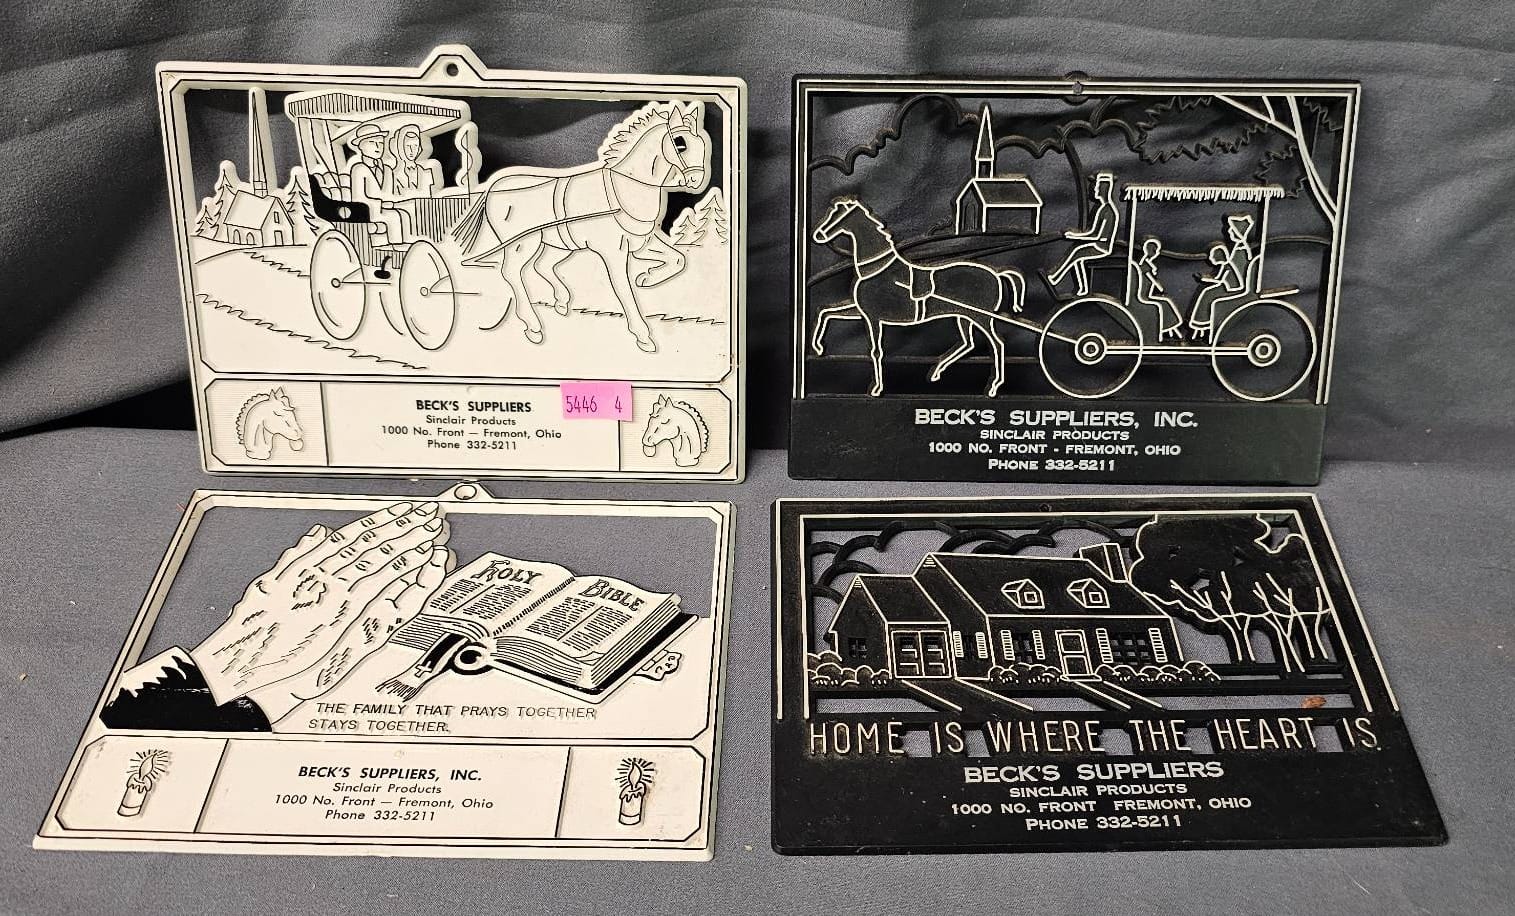 BECK'S SUPPLIERS
Sinclair Products
1000 No. Front — Fremont, Ohio
Phone 332-5211
5446 4
BECK'S SUPPLIERS, INC.
SINCLAIR PRODUCTS
1000 NO. FRONT - FREMONT, OHIO
PHONE 332-5211
HOLY BIBLE
THE FAMILY THAT PRAYS TOGETHER
STAYS TOGETHER.
BECK'S SUPPLIERS, INC.
Sinclair Products
1000 No. Front — Fremont, Ohio
Phone 332-5211
HOME IS WHERE THE HEART IS.
BECK'S SUPPLIERS
SINCLAIR PRODUCTS
1000 NO. FRONT FREMONT, OHIO
PHONE 332-5211